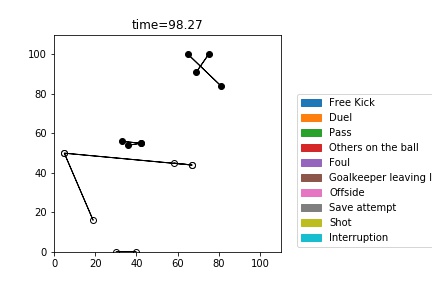 time=98.27
100
80
60
40
20
0
0 20 40 60 80 100
Free Kick
Duel
Pass
Others on the ball
Foul
Goalkeeper leaving l
Offside
Save attempt
Shot
Interruption